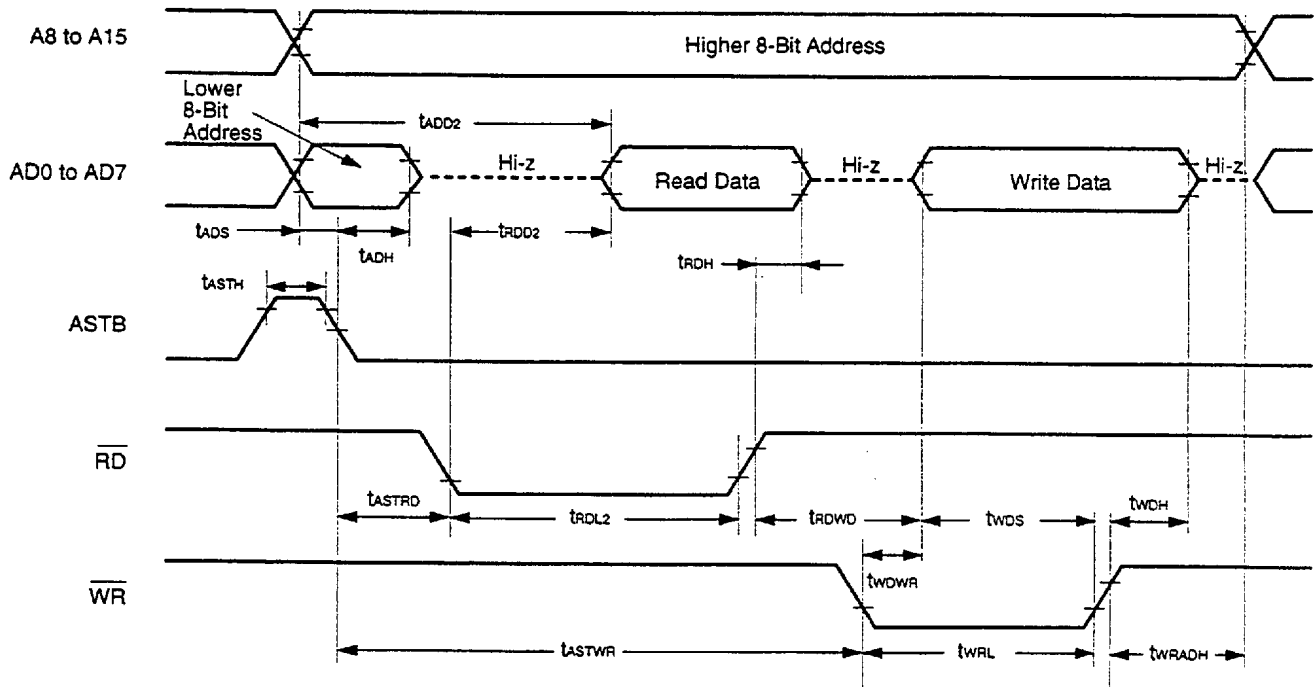 A8 to A15
Higher 8-Bit Address
Lower
8-Bit
Address
tADD2
AD0 to AD7
Hi-z
Read Data
Hi-z
Write Data
Hi-z
tADS
tADH
tRDD2
tRDH
tASTH
ASTB
RD
tASTRD
tRDL2
tRDWD
tWDS
tWDH
WR
tWDWR
tASTWR
tWRL
tWRADH